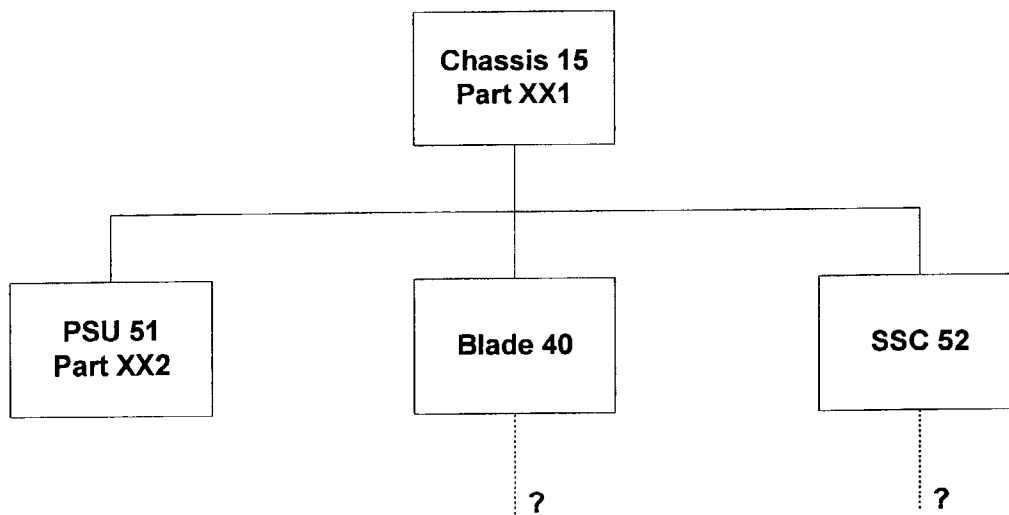 Chassis 15
Part XX1
PSU 51
Part XX2
Blade 40
SSC 52
?
?